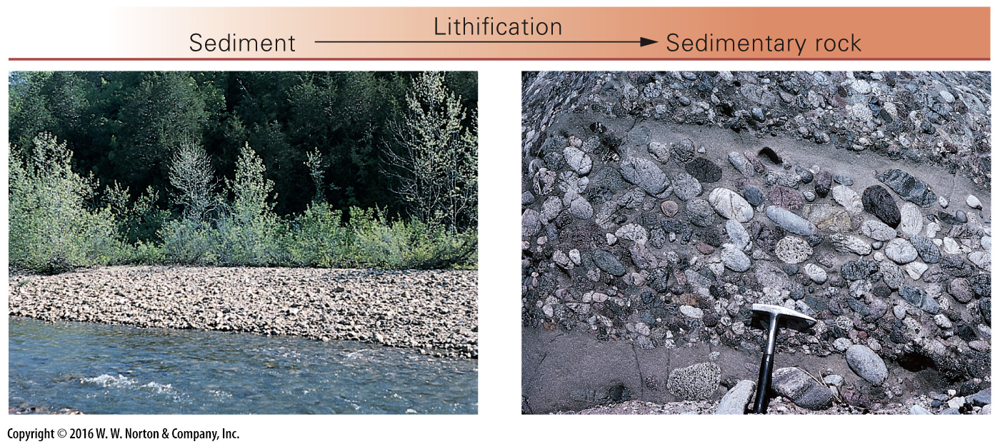 Lithification
Sediment
Sedimentary rock
Copyright © 2016 W. W. Norton & Company, Inc.